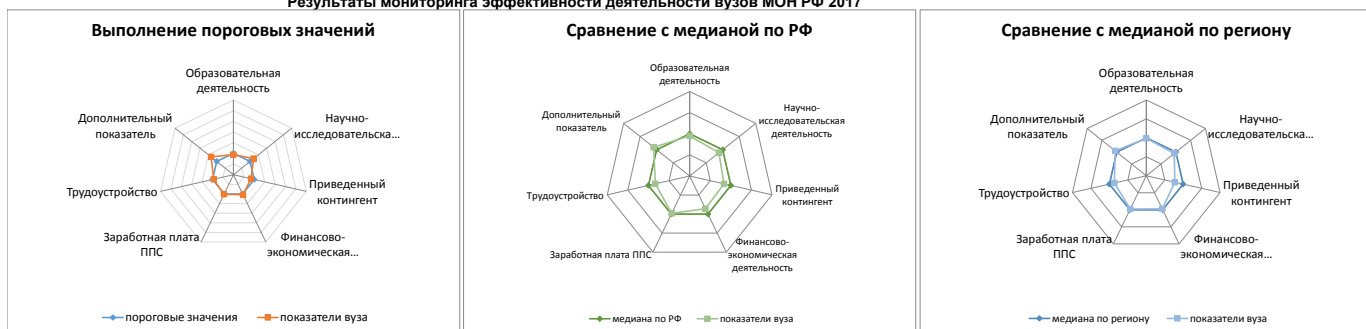 Результаты мониторинга эффективности деятельности вузов МОН РФ 2017
Выполнение пороговых значений
Образовательная
деятельность
Дополнительный
показатель
Научно-
исследовательска…
Трудоустройство
Приведенный
контингент
Заработная плата
ППС
Финансово-
экономическая…
пороговые значения
показатели вуза
Сравнение с медианой по РФ
Образовательная
деятельность
Дополнительный
показатель
Научно-
исследовательская
деятельность
Трудоустройство
Приведенный
контингент
Заработная плата ППС
Финансово-
экономическая
деятельность
медиана по РФ
показатели вуза
Сравнение с медианой по региону
Образовательная
деятельность
Дополнительный
показатель
Научно-
исследовательска…
Трудоустройство
Приведенный
контингент
Заработная плата
ППС
Финансово-
экономическая…
медиана по региону
показатели вуза